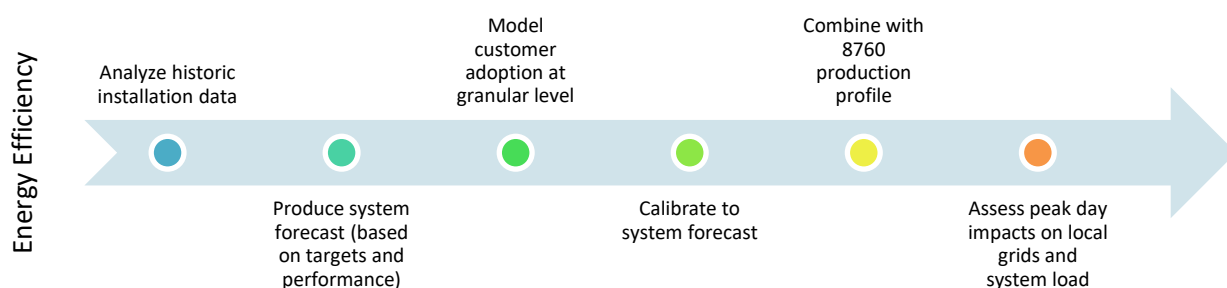 Energy Efficiency
Analyze historic
installation data
Produce system
forecast (based
on targets and
performance)
Model
customer
adoption at
granular level
Calibrate to
system forecast
Combine with
8760
production
profile
Assess peak day
impacts on local
grids and
system load